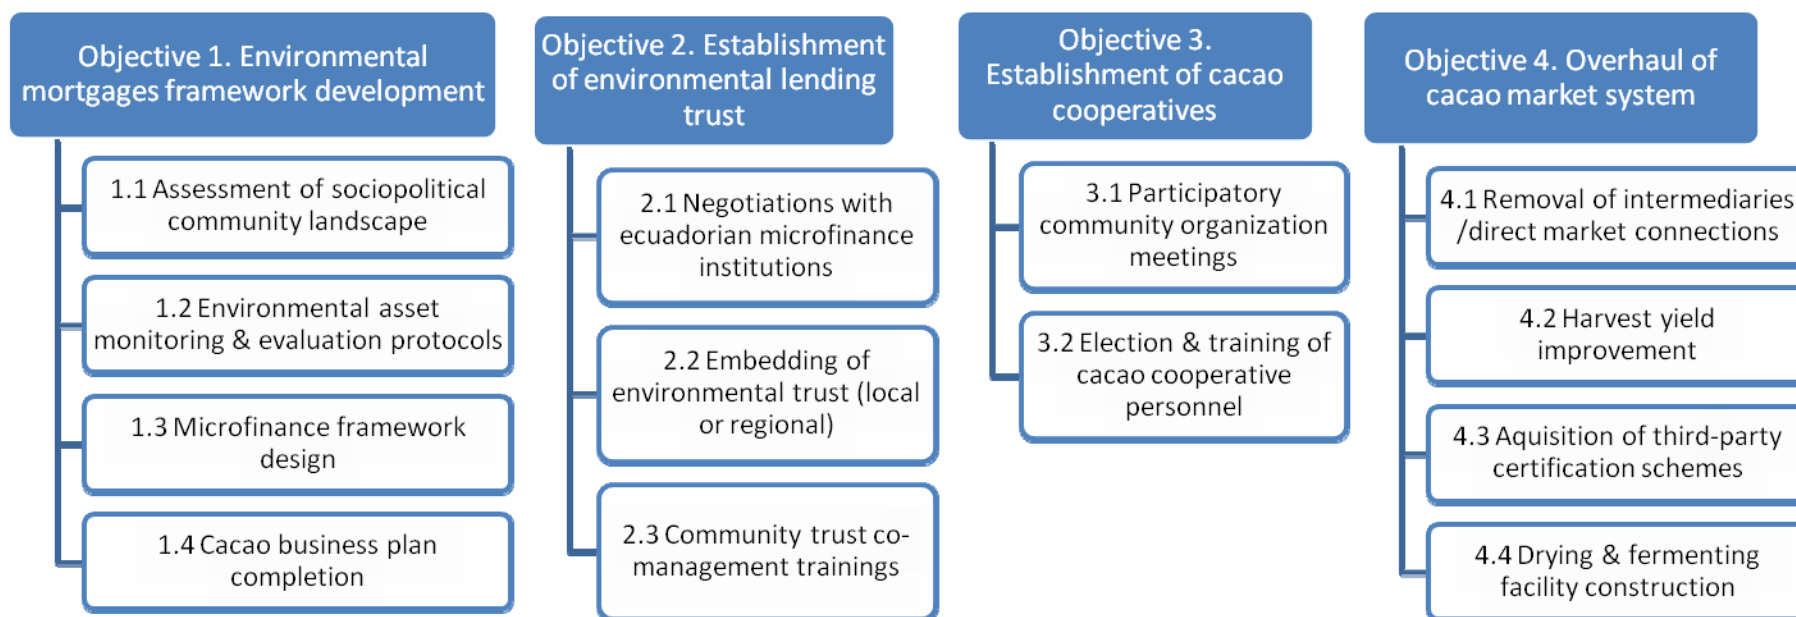 Objective 1. Environmental
mortgages framework development
1.1 Assessment of sociopolitical
community landscape
1.2 Environmental asset
monitoring & evaluation protocols
1.3 Microfinance framework
design
1.4 Cacao business plan
completion
Objective 2. Establishment
of environmental lending
trust
2.1 Negotiations with
ecuadorian microfinance
institutions
2.2 Embedding of
environmental trust (local
or regional)
2.3 Community trust co-
management trainings
Objective 3.
Establishment of cacao
cooperatives
3.1 Participatory
community organization
meetings
3.2 Election & training of
cacao cooperative
personnel
Objective 4. Overhaul of
cacao market system
4.1 Removal of intermediaries
/direct market connections
4.2 Harvest yield
improvement
4.3 Aquisition of third-party
certification schemes
4.4 Drying & fermenting
facility construction